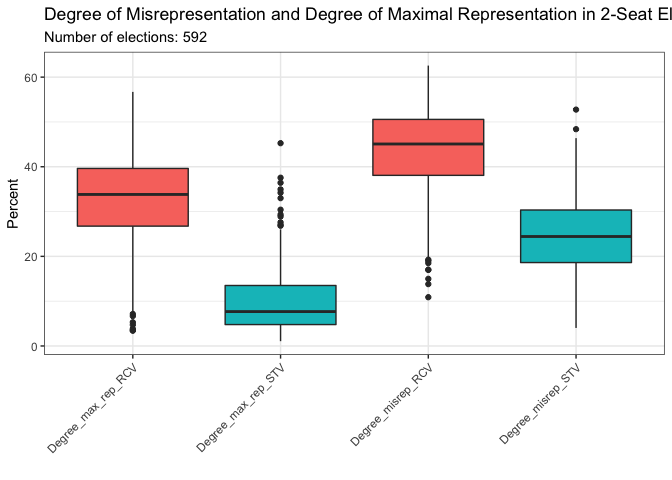 Degree of Misrepresentation and Degree of Maximal Representation in 2-Seat El
Number of elections: 592
Percent
60
40
20
0
Degree_max_rep_RCV
Degree_max_rep_STV
Degree_misrep_RCV
Degree_misrep_STV